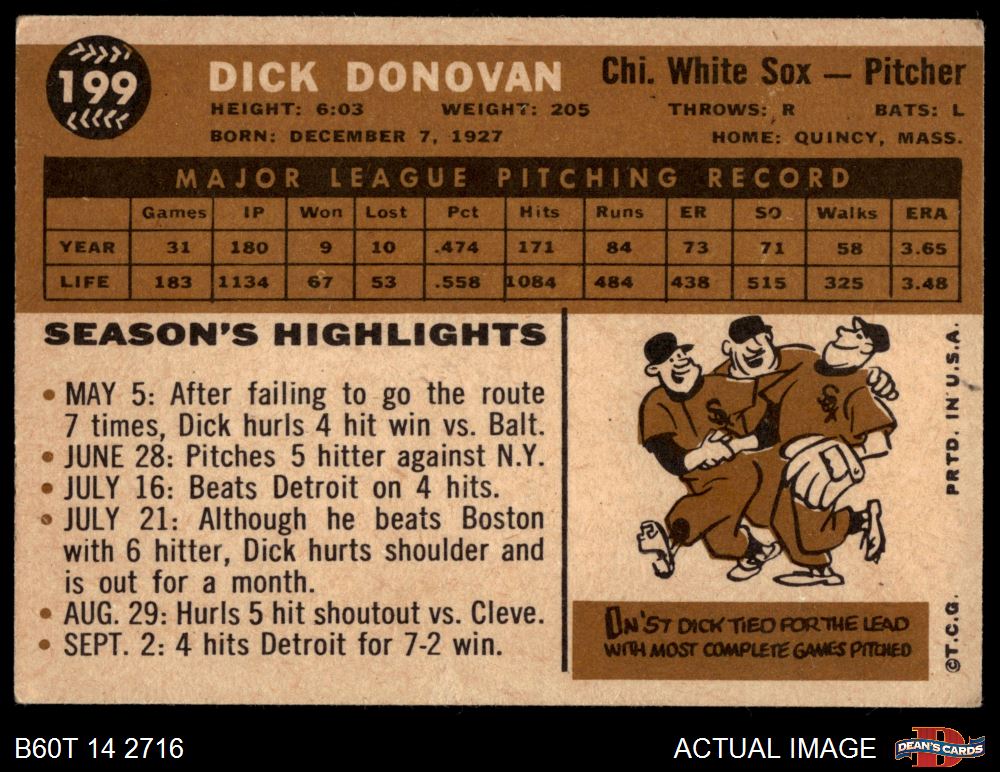 199
DICK DONOVAN Chi. White Sox — Pitcher
HEIGHT: 6:03 WEIGHT: 205 THROWS: R BATS: L
BORN: DECEMBER 7, 1927 HOME: QUINCY, MASS.
MAJOR LEAGUE PITCHING RECORD
Games IP Won Lost Pct Hits Runs ER SO Walks ERA
YEAR 31 180 9 10 .474 171 84 73 71 58 3.65
LIFE 183 1134 67 53 .558 1084 484 438 515 325 3.48
SEASON'S HIGHLIGHTS
• MAY 5: After failing to go the route
7 times, Dick hurls 4 hit win vs. Balt.
• JUNE 28: Pitches 5 hitter against N.Y.
• JULY 16: Beats Detroit on 4 hits.
• JULY 21: Although he beats Boston
with 6 hitter, Dick hurts shoulder and
is out for a month.
• AUG. 29: Hurls 5 hit shoutout vs. Cleve.
• SEPT. 2: 4 hits Detroit for 7-2 win.
SOX
SOX
IN '57 DICK TIED FOR THE LEAD
WITH MOST COMPLETE GAMES PITCHED
©T.C.G. PRTD. IN U.S.A.
B60T 14 2716 ACTUAL IMAGE
D
DEAN'S CARDS